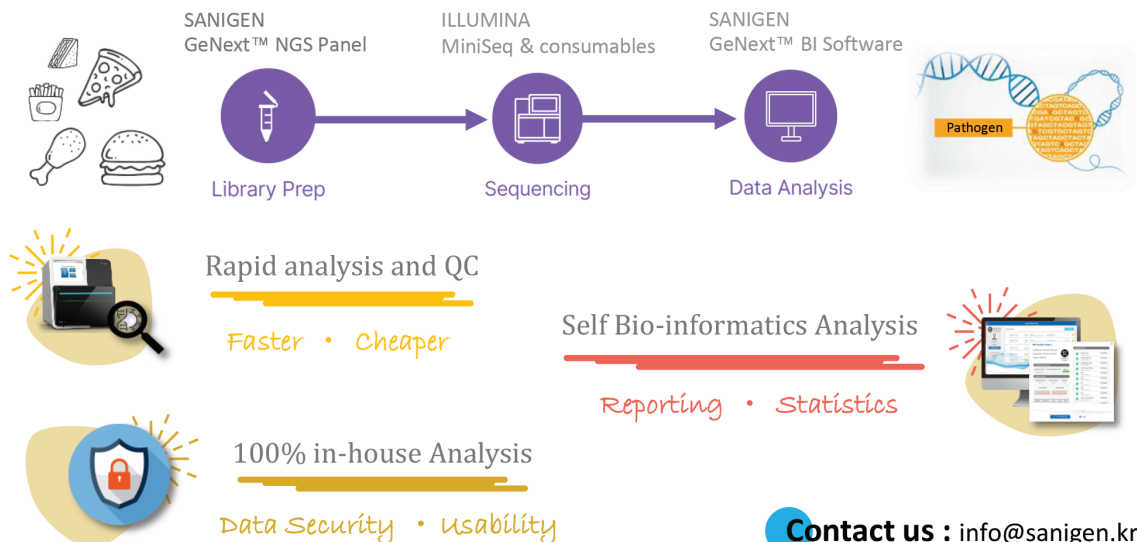 SANIGEN
GeNext™ NGS Panel
ILLUMINA
MiniSeq & consumables
SANIGEN
GeNext™ BI Software
Pathogen
Library Prep
Sequencing
Data Analysis
Rapid analysis and QC
Faster • Cheaper
Self Bio-informatics Analysis
Reporting • Statistics
100% in-house Analysis
Data Security • Usability
Contact us : info@sanigen.kr